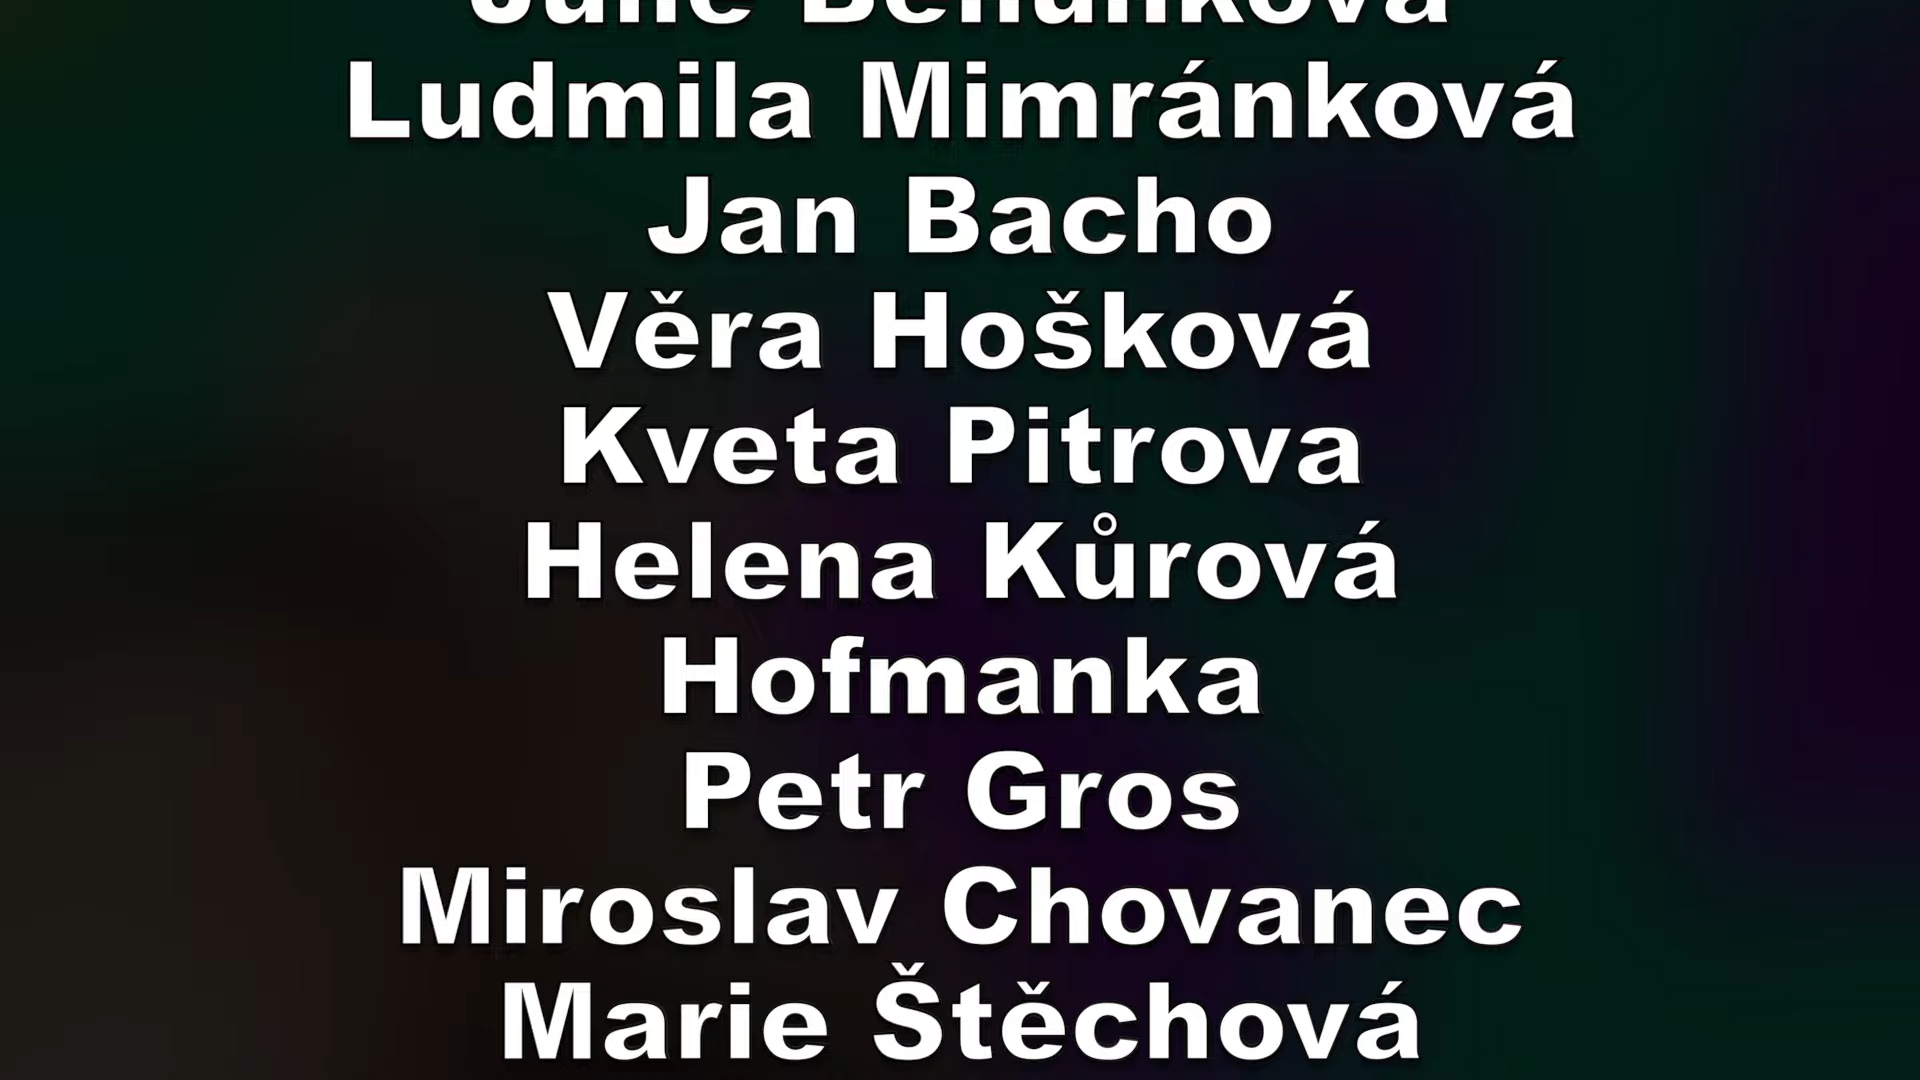 Ludmila Mimránková
Jan Bacho
Věra Hošková
Kveta Pitrova
Helena Kůrová
Hofmanka
Petr Gros
Miroslav Chovanec
Marie Štěchová